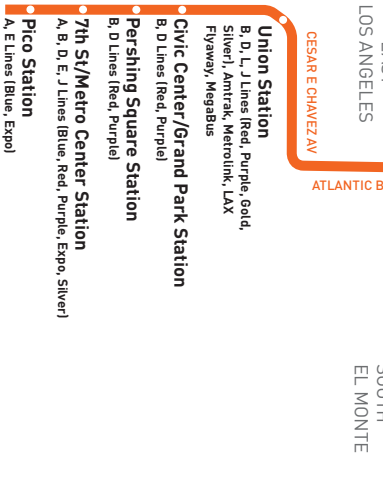 LOS ANGELES
CESAR E CHAVEZ AV
ATLANTIC B
EL MONTE
Union Station
B, D, L, J Lines (Red, Purple, Gold,
Silver), Amtrak, Metrolink, LAX
Flyaway, MegaBus
Civic Center/Grand Park Station
B, D Lines (Red, Purple)
Pershing Square Station
B, D Lines (Red, Purple)
7th St/Metro Center Station
A, B, D, E, J Lines (Blue, Red, Purple, Expo, Silver)
Pico Station
A, E Lines (Blue, Expo)